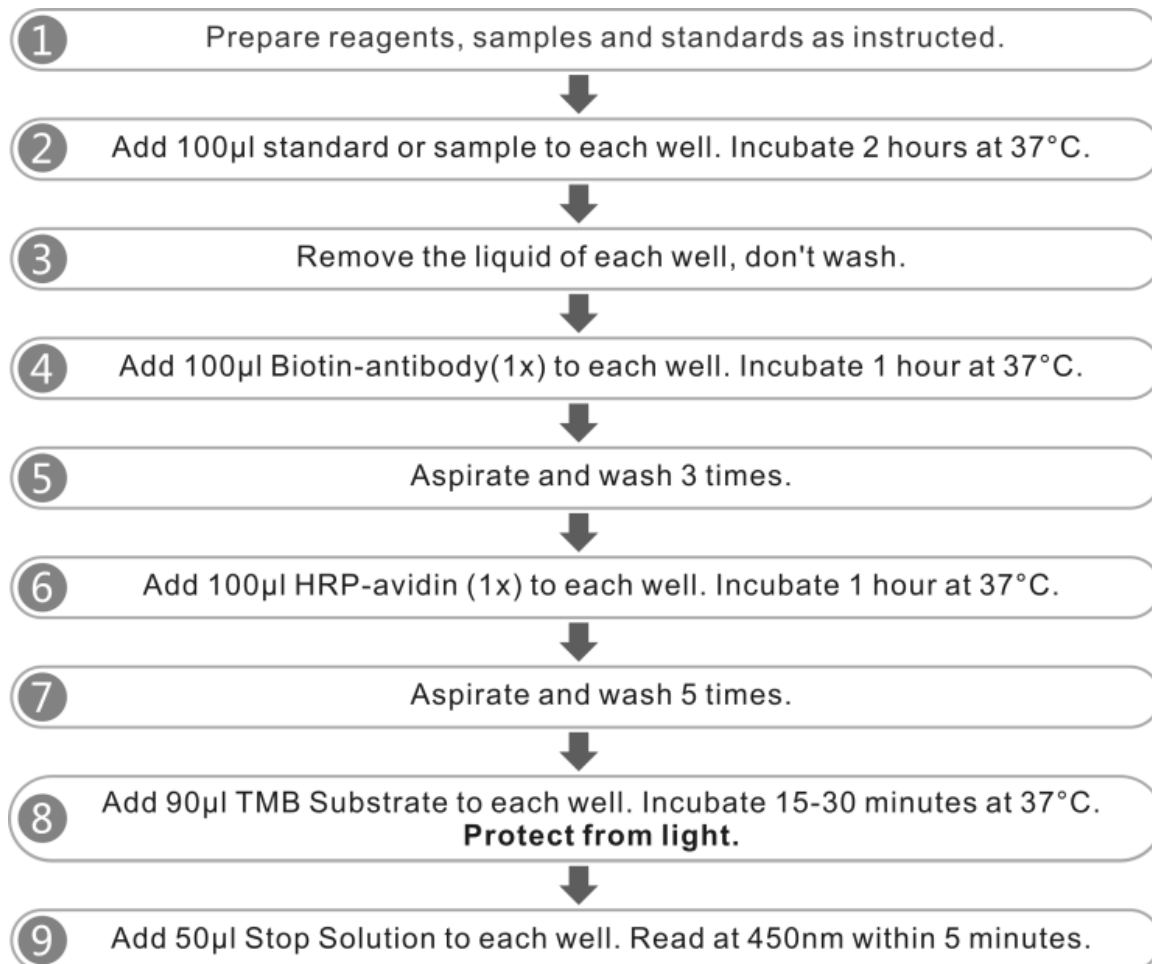 1 Prepare reagents, samples and standards as instructed.
2 Add 100µl standard or sample to each well. Incubate 2 hours at 37°C.
3 Remove the liquid of each well, don't wash.
4 Add 100µl Biotin-antibody(1x) to each well. Incubate 1 hour at 37°C.
5 Aspirate and wash 3 times.
6 Add 100µl HRP-avidin (1x) to each well. Incubate 1 hour at 37°C.
7 Aspirate and wash 5 times.
8 Add 90µl TMB Substrate to each well. Incubate 15-30 minutes at 37°C.
Protect from light.
9 Add 50µl Stop Solution to each well. Read at 450nm within 5 minutes.